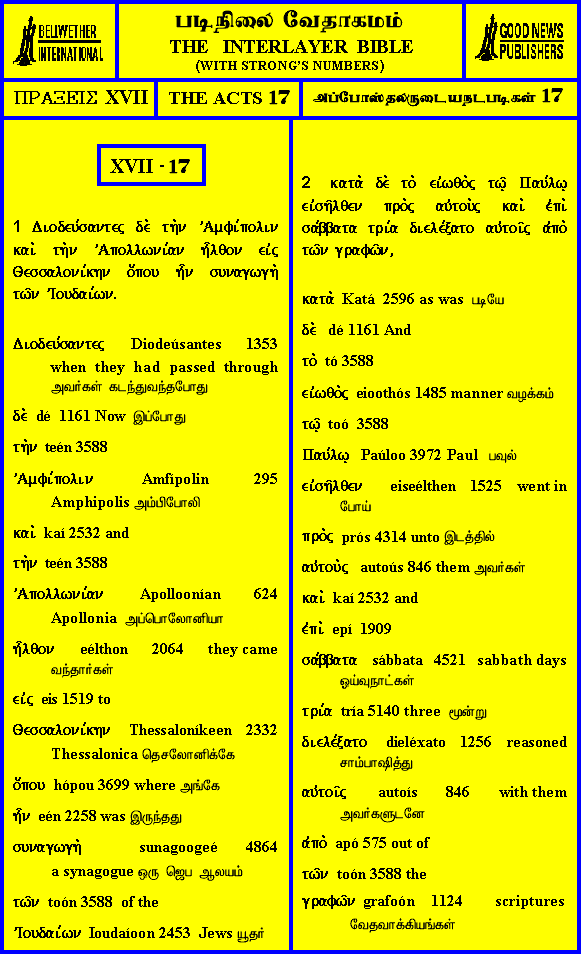 BELLWETHER
INTERNATIONAL
படிநிலை வேதாகமம்
THE INTERLAYER BIBLE
(WITH STRONG'S NUMBERS)
GOOD NEWS
PUBLISHERS
ΠΡΑΞΕΙΣ XVII
THE ACTS 17
அப்போஸ்தலருடையநடபடிகள் 17
XVII - 17
1 Διοδεύσαντες δὲ τὴν Ἀμφίπολιν
καὶ τὴν Ἀπολλωνίαν ἦλθον εἰς
Θεσσαλονίκην ὅπου ἦν συναγωγὴ
τῶν Ἰουδαίων.
Διοδεύσαντες Diodeúsantes 1353
when they had passed through
அவர்கள் கடந்துவந்தபோது
δὲ dé 1161 Now இப்போது
τὴν teén 3588
Ἀμφίπολιν Amfípolin 295
Amphipolis அம்பிபோலி
καὶ kaí 2532 and
τὴν teén 3588
Ἀπολλωνίαν Apolloonían 624
Apollonia அப்பொலோனியா
ἦλθον eélthon 2064 they came
வந்தார்கள்
εἰς eis 1519 to
Θεσσαλονίκην Thessaloníkeen 2332
Thessalonica தெசலோனிக்கே
ὅπου hópou 3699 where அங்கே
ἦν eén 2258 was இருந்தது
συναγωγὴ sunagoogeé 4864
a synagogue ஒரு ஜெப ஆலயம்
τῶν toón 3588 of the
Ἰουδαίων Ioudaíoon 2453 Jews யூதர்
2 κατὰ δὲ τὸ εἰωθὸς τῷ Παύλῳ
εἰσῆλθεν πρὸς αὐτοὺς καὶ ἐπὶ
σάββατα τρία διελέξατο αὐτοῖς ἀπὸ
τῶν γραφῶν,
κατὰ Katá 2596 as was படியே
δὲ dé 1161 And
τὸ tó 3588
εἰωθὸς eioothós 1485 manner வழக்கம்
τῷ toó 3588
Παύλῳ Paúloo 3972 Paul பவுல்
εἰσῆλθεν eiseélthen 1525 went in
போய்
πρὸς prós 4314 unto இடத்தில்
αὐτοὺς autoús 846 them அவர்கள்
καὶ kaí 2532 and
ἐπὶ epí 1909
σάββατα sábbata 4521 sabbath days
ஓய்வுநாட்கள்
τρία tría 5140 three மூன்று
διελέξατο dieléxato 1256 reasoned
சாம்பாஷித்து
αὐτοῖς autoís 846 with them
அவர்களுடனே
ἀπὸ apó 575 out of
τῶν toón 3588 the
γραφῶν grafoón 1124 scriptures
வேதவாக்கியங்கள்